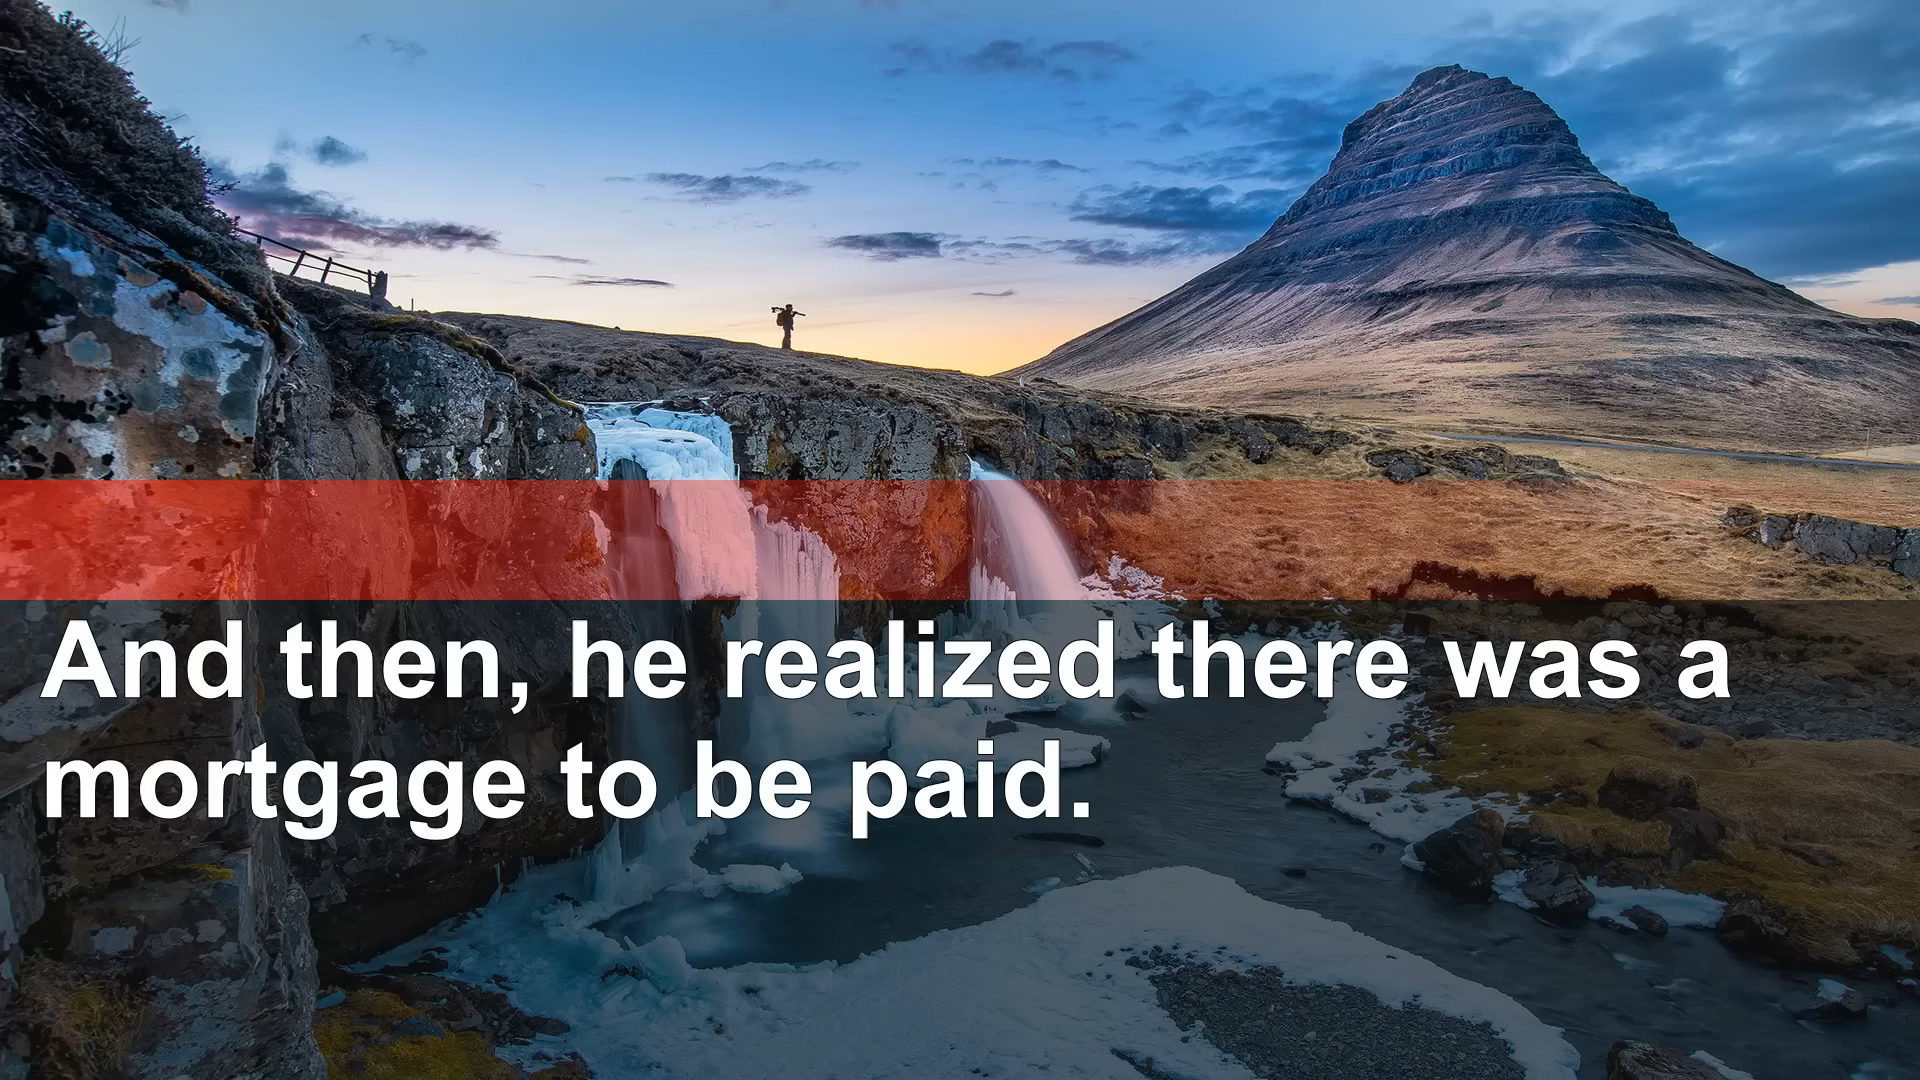 And then, he realized there was a
mortgage to be paid.